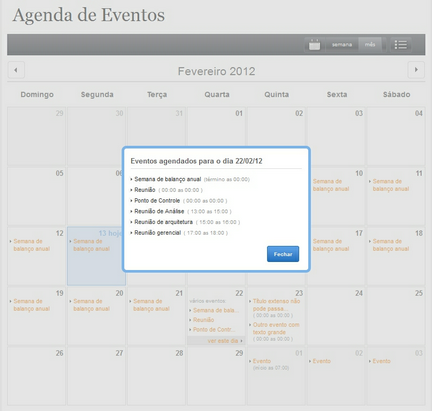 Agenda de Eventos
semana mês
Fevereiro 2012
Domingo Segunda Terça Quarta Quinta Sexta Sábado
29 30 31 01 02 03 04
05 06
Eventos agendados para o dia 22/02/12
Semana de balanço anual (término as 00:00)
Reunião ( 00:00 as 00:00 )
Ponto de Controle ( 00:00 as 00:00 )
Reunião de Análise ( 13:00 as 15:00 )
Reunião de arquitetura ( 15:00 as 16:00 )
Reunião gerencial ( 17:00 as 18:00 )
Fechar
10 11
Semana de balanço anual Semana de balanço anual
12 13 hoje 17 18
Semana de balanço anual Semana de balanço anual Semana de balanço anual Semana de balanço anual
19 20 21 22 23 24 25
Semana de balanço anual Semana de balanço anual Semana de balanço anual
vários eventos
Semana de bala...
Reunião
Ponto de Contr...
ver este dia
Título extenso não pode passa...
( 00:00 as 00:00 )
Outro evento com texto grande
( 00:00 as 00:00 )
26 27 28 29 01 02 03
Evento Evento Evento